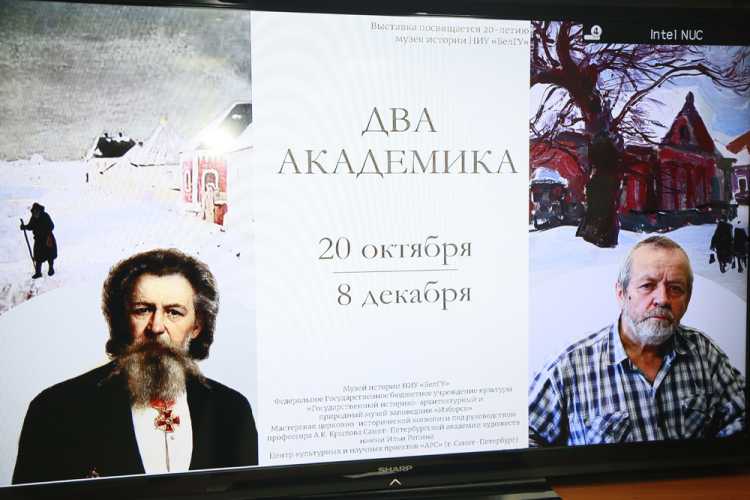 Выставка посвящается 20-летию
музея истории НИУ «БелГУ»
4
Intel NUC
ДВА
АКАДЕМИКА
20 октября
8 декабря
Музей истории НИУ «БелГУ»
Федеральное Государственное бюджетное учреждение культуры
«Государственный историко-архитектурный и
природный музей заповедник «Изборск»
Мастерская церковно-исторической живописи под руководством
профессора А.К. Крылова Санкт-Петербургской академии художеств
имени Ильи Репина
Центр культурных и научных проектов «АРС» (г. Санкт-Петербург)
SHARP